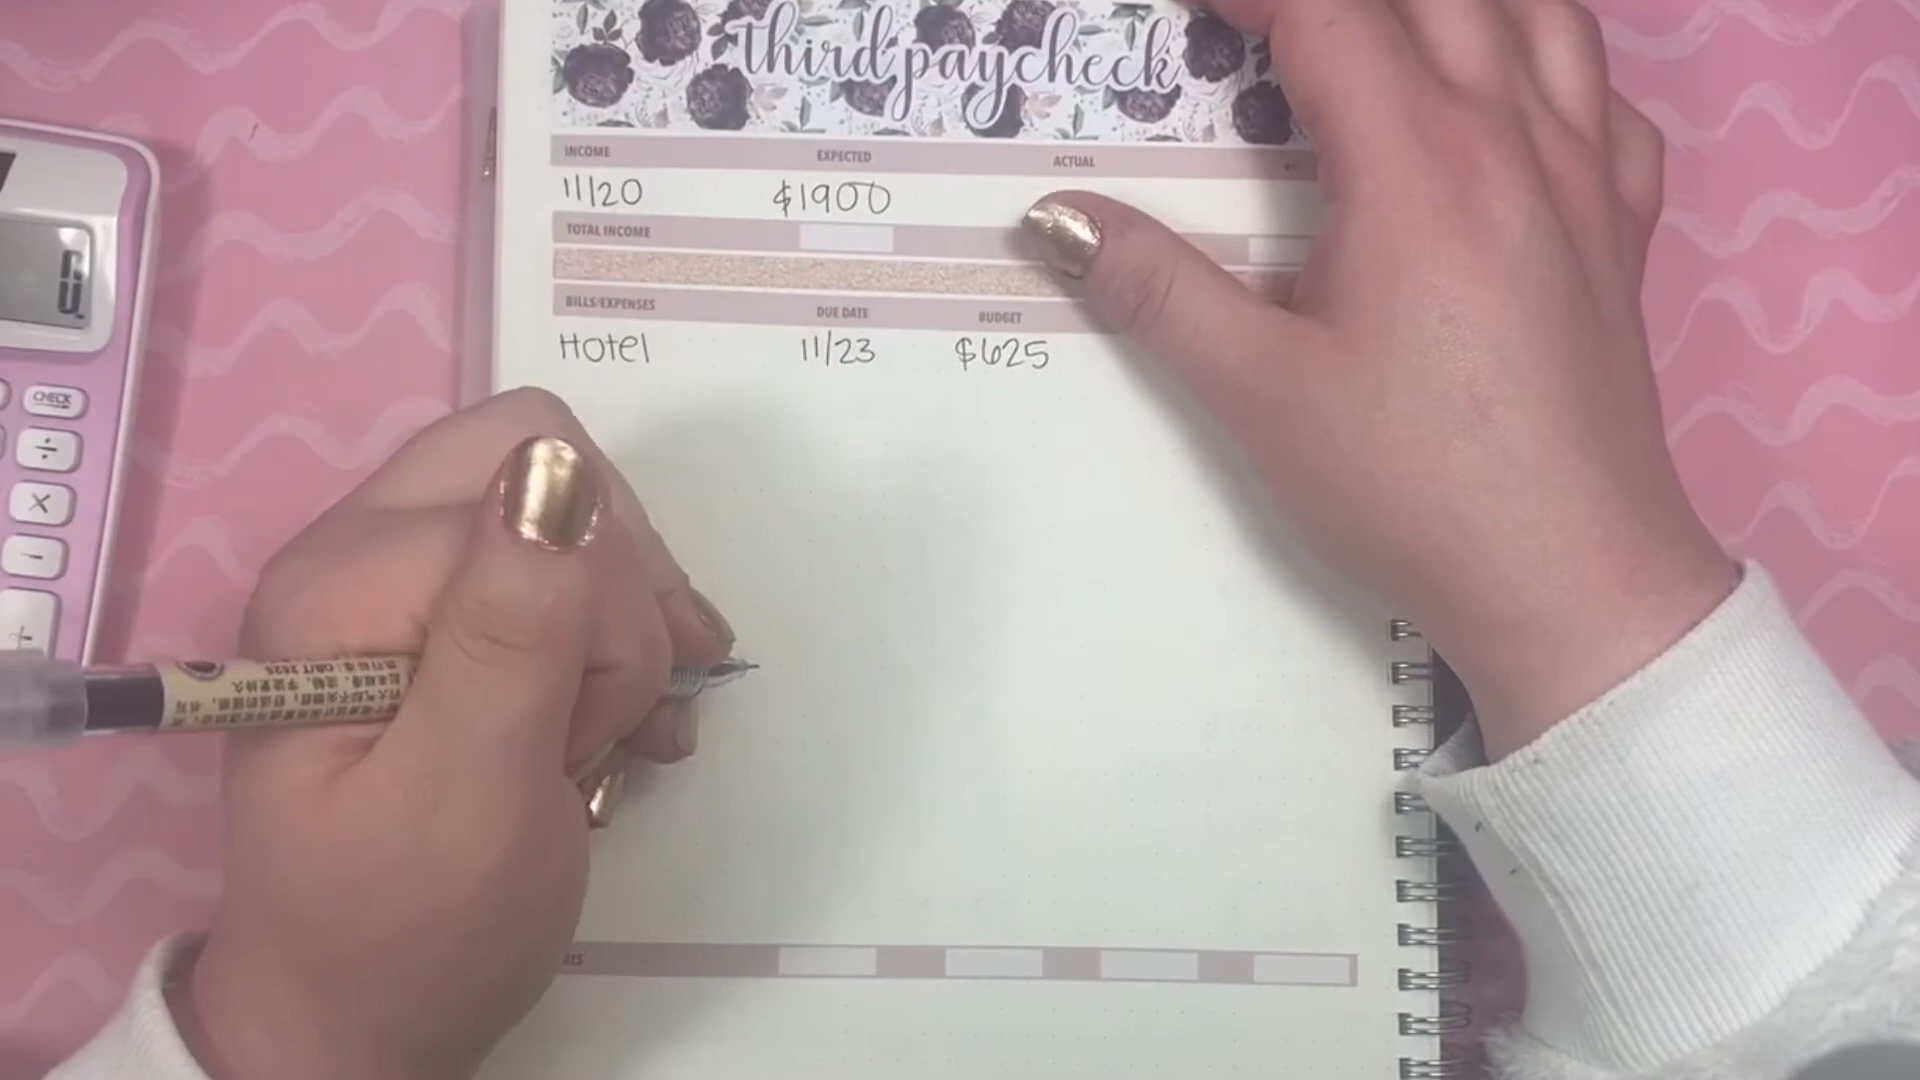 third paycheck
INCOME EXPECTED ACTUAL
11/20 $1900
TOTAL INCOME
BILLS/EXPENSES DUE DATE BUDGET
Hotel 11/23 $625
CHECK
÷
×
−
+